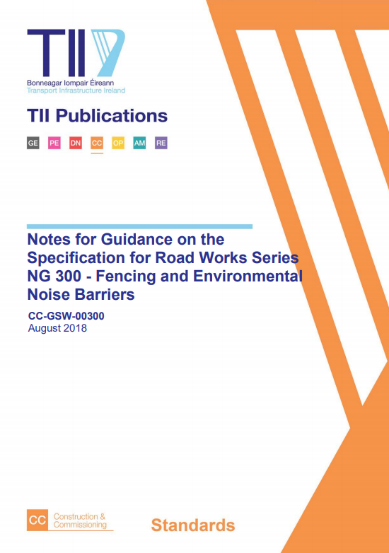 TII
Bonneagar Iompair Éireann
Transport Infrastructure Ireland
TII Publications
GE PE DN CC DP AM RE
Notes for Guidance on the
Specification for Road Works Series
NG 300 - Fencing and Environmental
Noise Barriers
CC-GSW-00300
August 2018
CC
Construction &
Commissioning
Standards